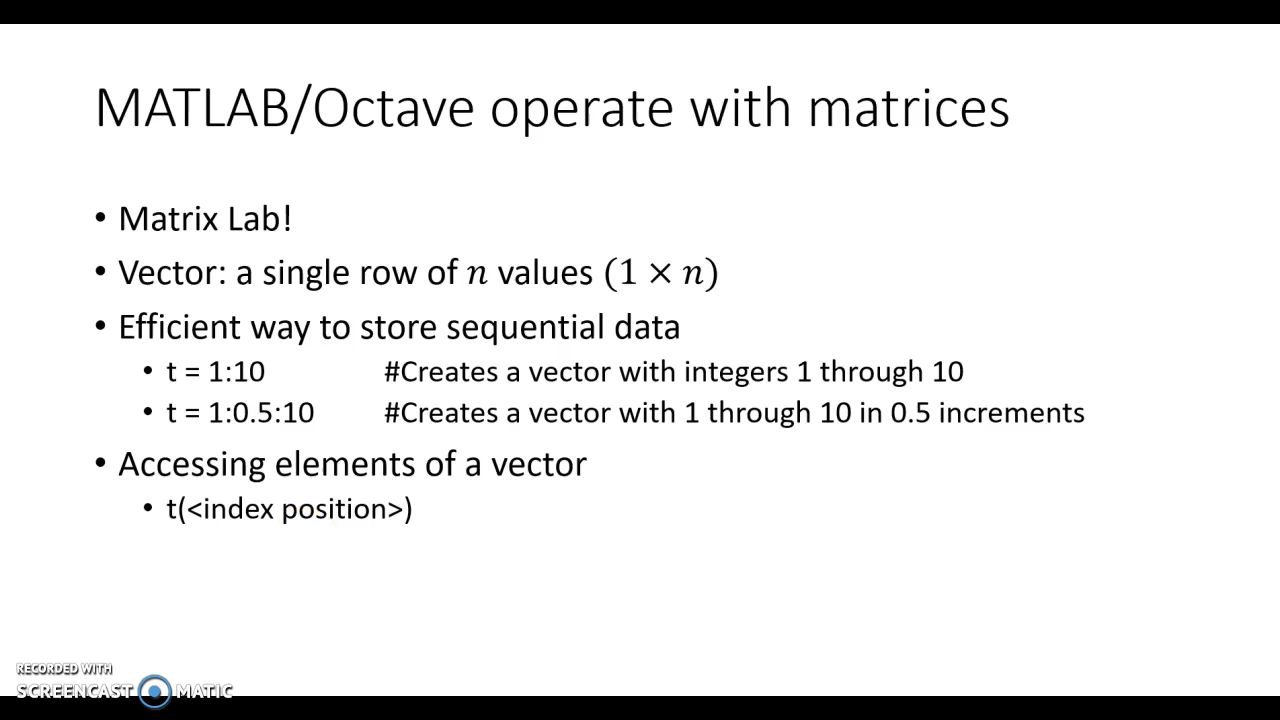 MATLAB/Octave operate with matrices
• Matrix Lab!
• Vector: a single row of 𝑛 values (1 × 𝑛)
• Efficient way to store sequential data
• t = 1:10 #Creates a vector with integers 1 through 10
• t = 1:0.5:10 #Creates a vector with 1 through 10 in 0.5 increments
• Accessing elements of a vector
• t(<index position>)
RECORDED WITH
SCREENCAST MATIC